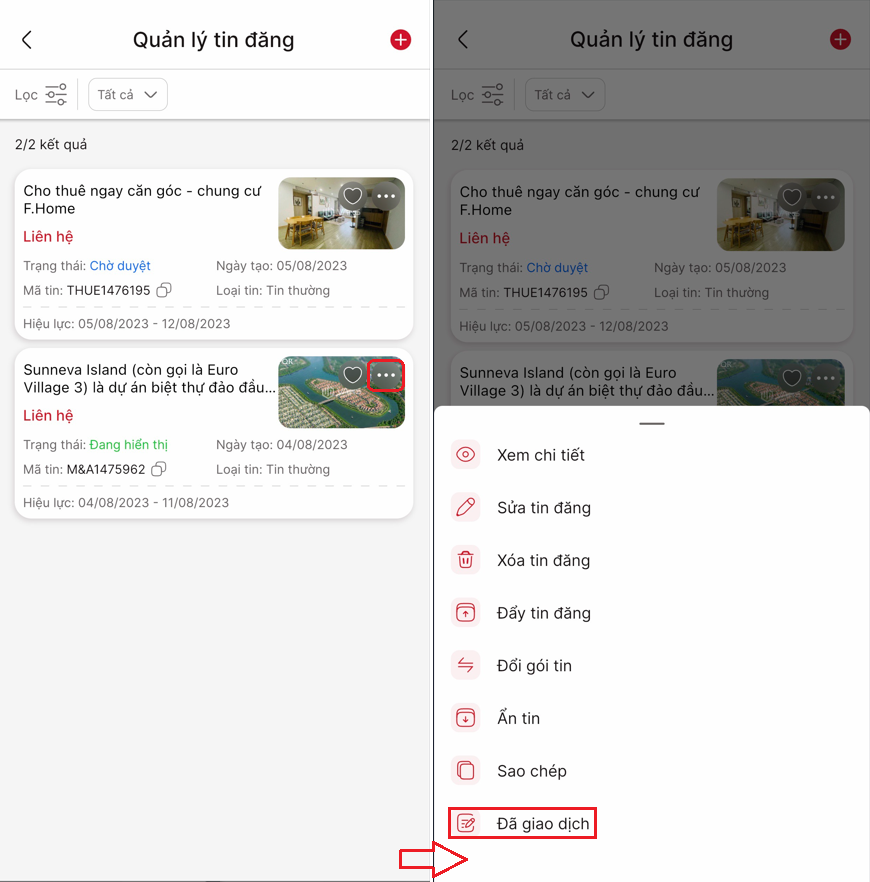 Quản lý tin đăng
Lọc
Tất cả
2/2 kết quả
Cho thuê ngay căn góc - chung cư
F.Home
Liên hệ
Trạng thái: Chờ duyệt
Ngày tạo: 05/08/2023
Mã tin: THUE1476195
Loại tin: Tin thường
Hiệu lực: 05/08/2023 - 12/08/2023
Sunneva Island (còn gọi là Euro
Village 3) là dự án biệt thự đảo đầu...
Liên hệ
Trạng thái: Đang hiển thị
Ngày tạo: 04/08/2023
Mã tin: M&A1475962
Loại tin: Tin thường
Hiệu lực: 04/08/2023 - 11/08/2023
Quản lý tin đăng
Lọc
Tất cả
2/2 kết quả
Cho thuê ngay căn góc - chung cư
F.Home
Liên hệ
Trạng thái: Chờ duyệt
Ngày tạo: 05/08/2023
Mã tin: THUE1476195
Loại tin: Tin thường
Hiệu lực: 05/08/2023 - 12/08/2023
Sunneva Island (còn gọi là Euro
Village 3) là dự án biệt thự đảo đầu...
Xem chi tiết
Sửa tin đăng
Xóa tin đăng
Đẩy tin đăng
Đổi gói tin
Ẩn tin
Sao chép
Đã giao dịch